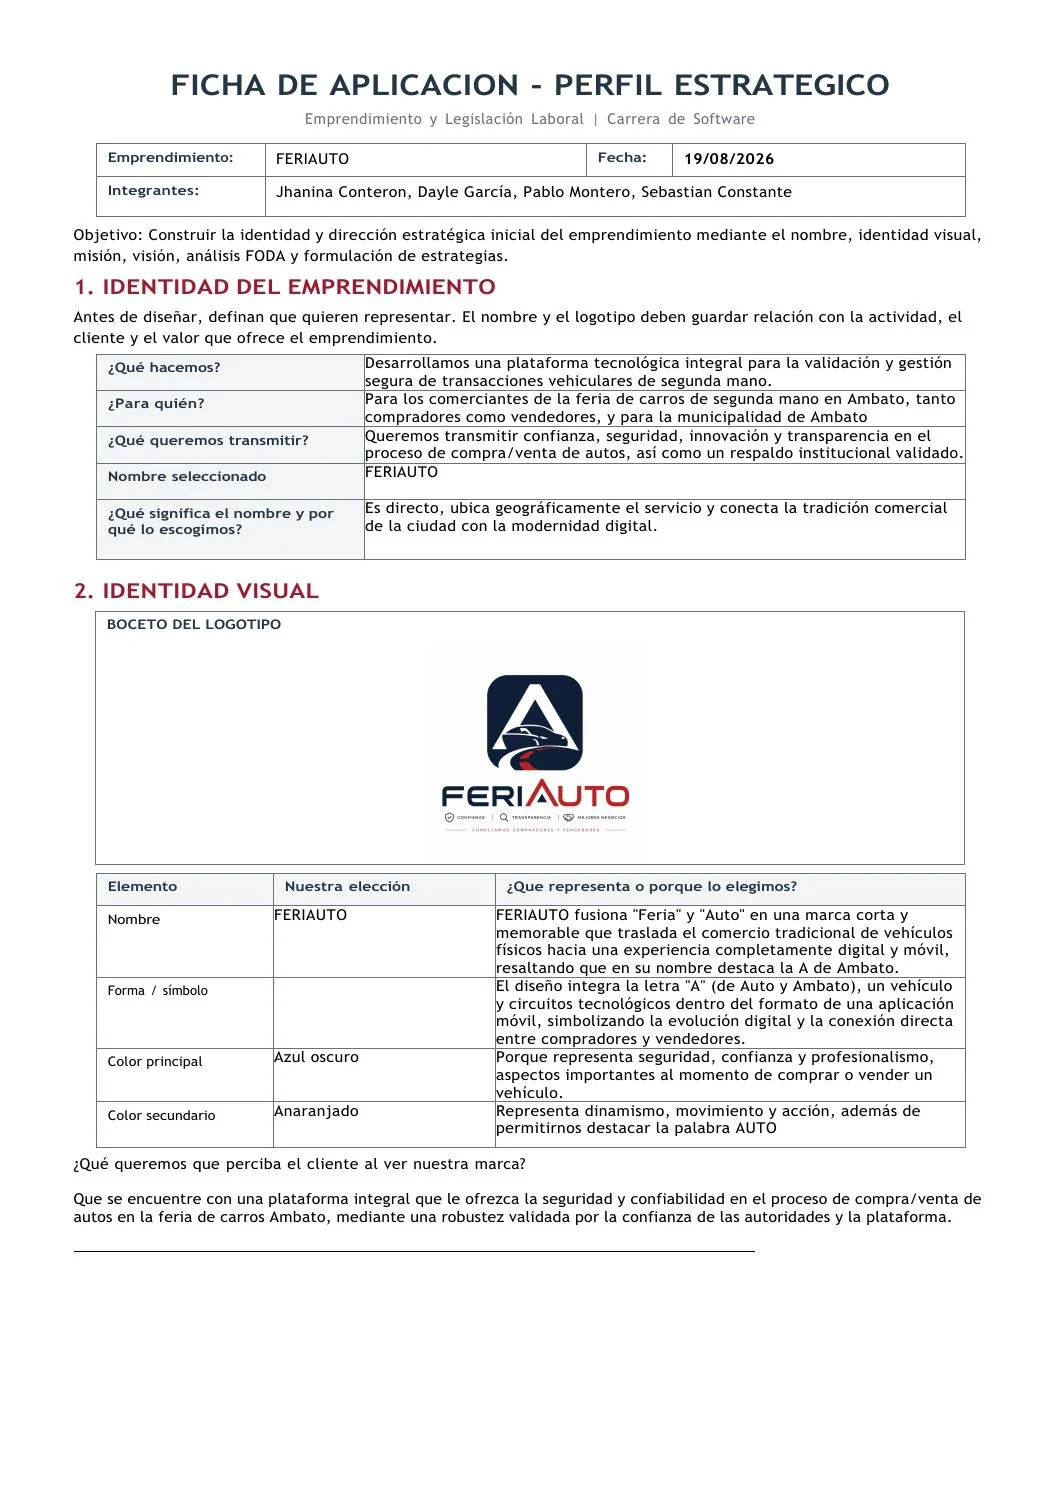 FICHA DE APLICACION - PERFIL ESTRATEGICO
Emprendimiento y Legislación Laboral | Carrera de Software
Emprendimiento: FERIAUTO Fecha: 19/08/2026
Integrantes: Jhanina Conteron, Dayle García, Pablo Montero, Sebastian Constante
Objetivo: Construir la identidad y dirección estratégica inicial del emprendimiento mediante el nombre, identidad visual,
misión, visión, análisis FODA y formulación de estrategias.
1. IDENTIDAD DEL EMPRENDIMIENTO
Antes de diseñar, definan que quieren representar. El nombre y el logotipo deben guardar relación con la actividad, el
cliente y el valor que ofrece el emprendimiento.
¿Qué hacemos?
Desarrollamos una plataforma tecnológica integral para la validación y gestión
segura de transacciones vehiculares de segunda mano.
¿Para quién?
Para los comerciantes de la feria de carros de segunda mano en Ambato, tanto
compradores como vendedores, y para la municipalidad de Ambato
¿Qué queremos transmitir?
Queremos transmitir confianza, seguridad, innovación y transparencia en el
proceso de compra/venta de autos, así como un respaldo institucional validado.
Nombre seleccionado
FERIAUTO
¿Qué significa el nombre y por
qué lo escogimos?
Es directo, ubica geográficamente el servicio y conecta la tradición comercial
de la ciudad con la modernidad digital.
2. IDENTIDAD VISUAL
BOCETO DEL LOGOTIPO
FERIAUTO
CONFIANZA | TRANSPARENCIA | MEJORES NEGOCIOS
CONECTAMOS COMPRADORES Y VENDEDORES
Elemento Nuestra elección ¿Que representa o porque lo elegimos?
Nombre
FERIAUTO
FERIAUTO fusiona "Feria" y "Auto" en una marca corta y
memorable que traslada el comercio tradicional de vehículos
físicos hacia una experiencia completamente digital y móvil,
resaltando que en su nombre destaca la A de Ambato.
Forma / símbolo
El diseño integra la letra "A" (de Auto y Ambato), un vehículo
y circuitos tecnológicos dentro del formato de una aplicación
móvil, simbolizando la evolución digital y la conexión directa
entre compradores y vendedores.
Color principal
Azul oscuro
Porque representa seguridad, confianza y profesionalismo,
aspectos importantes al momento de comprar o vender un
vehículo.
Color secundario
Anaranjado
Representa dinamismo, movimiento y acción, además de
permitirnos destacar la palabra AUTO
¿Qué queremos que perciba el cliente al ver nuestra marca?
Que se encuentre con una plataforma integral que le ofrezca la seguridad y confiabilidad en el proceso de compra/venta de
autos en la feria de carros Ambato, mediante una robustez validada por la confianza de las autoridades y la plataforma.